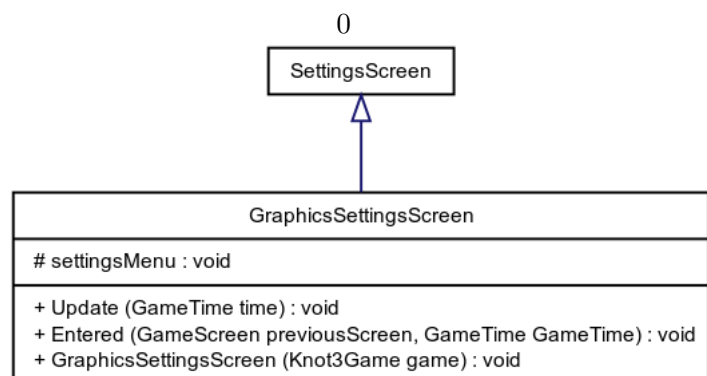 0
SettingsScreen
GraphicsSettingsScreen
# settingsMenu : void
+ Update (GameTime time) : void
+ Entered (GameScreen previousScreen, GameTime GameTime) : void
+ GraphicsSettingsScreen (Knot3Game game) : void